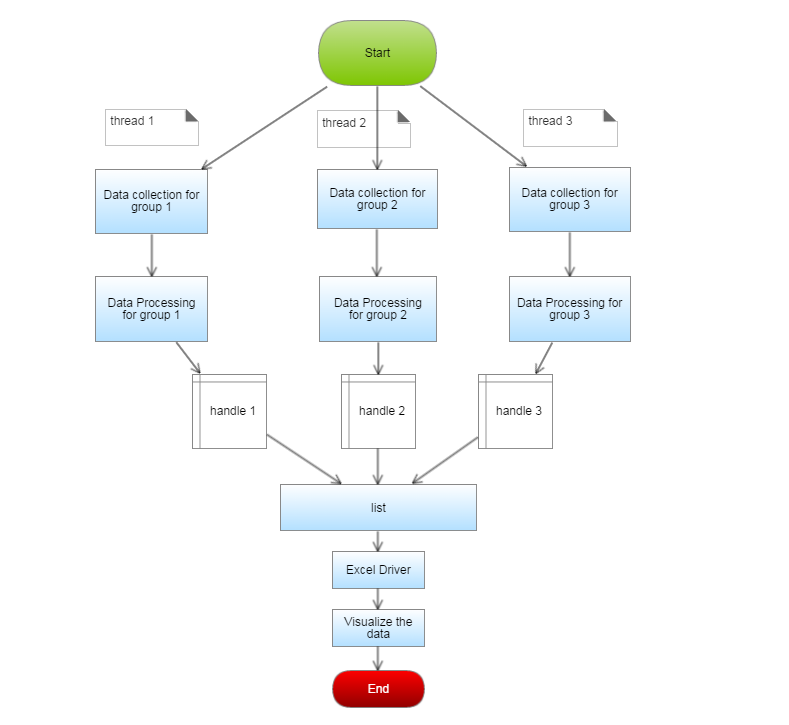 Start
thread 1
thread 2
thread 3
Data collection for
group 1
Data collection for
group 2
Data collection for
group 3
Data Processing
for group 1
Data Processing
for group 2
Data Processing for
group 3
handle 1
handle 2
handle 3
list
Excel Driver
Visualize the
data
End